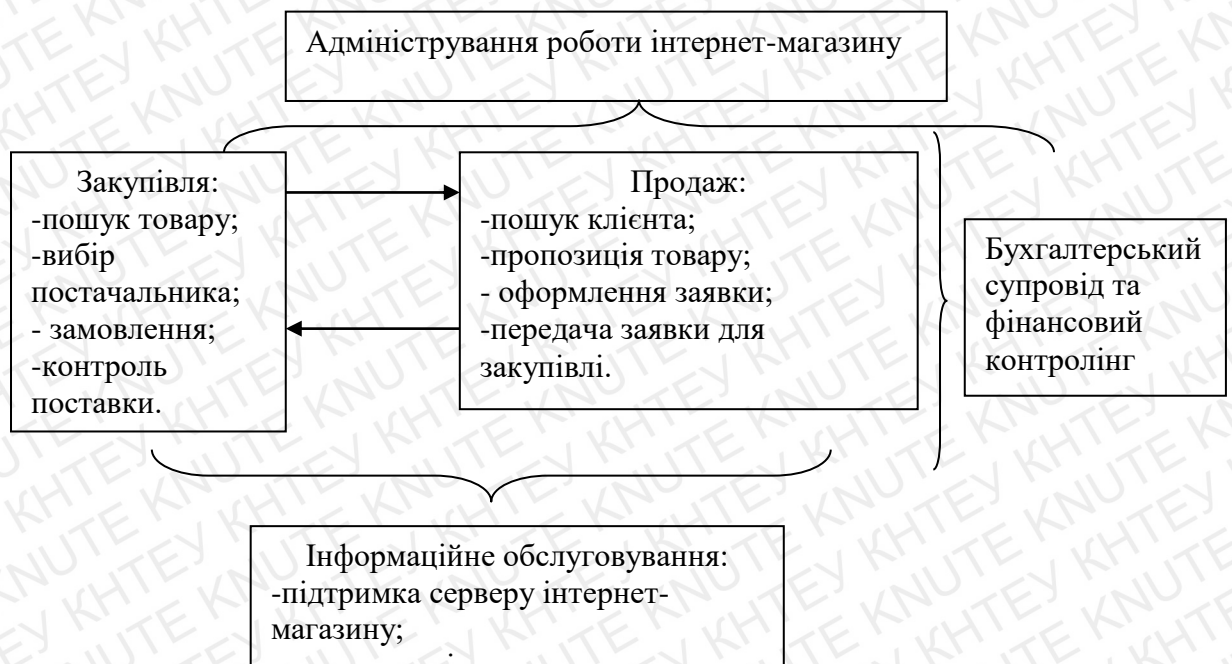 Адміністрування роботи інтернет-магазину
Закупівля:
-пошук товару;
-вибір
постачальника;
- замовлення;
-контроль
поставки.
Продаж:
-пошук клієнта;
-пропозиція товару;
- оформлення заявки;
-передача заявки для
закупівлі.
Бухгалтерський
супровід та
фінансовий
контролінг
Інформаційне обслуговування:
-підтримка серверу інтернет-
магазину;